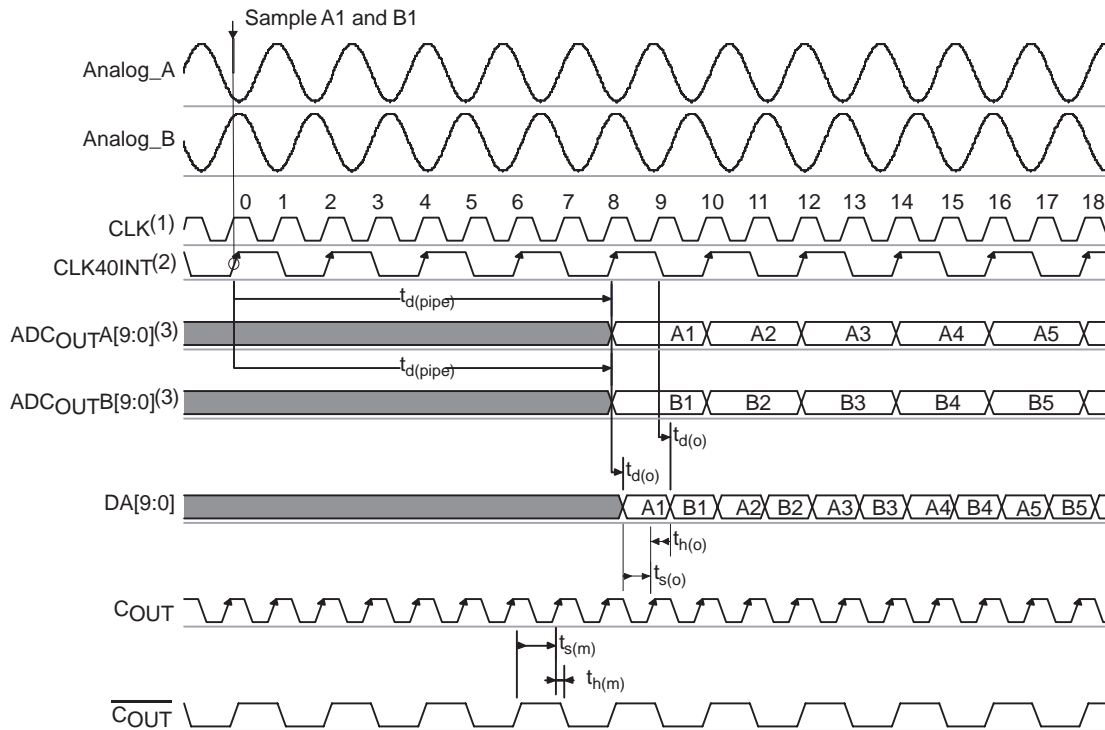 Sample A1 and B1
Analog_A
Analog_B
0 1 2 3 4 5 6 7 8 9 10 11 12 13 14 15 16 17 18
CLK(1)
CLK40INT(2)
td(pipe)
ADCOUTA[9:0](3) A1 A2 A3 A4 A5
td(pipe)
ADCOUTB[9:0](3) B1 B2 B3 B4 B5
td(o)
td(o)
DA[9:0] A1 B1 A2 B2 A3 B3 A4 B4 A5 B5
th(o)
ts(o)
COUT
ts(m)
th(m)
COUT